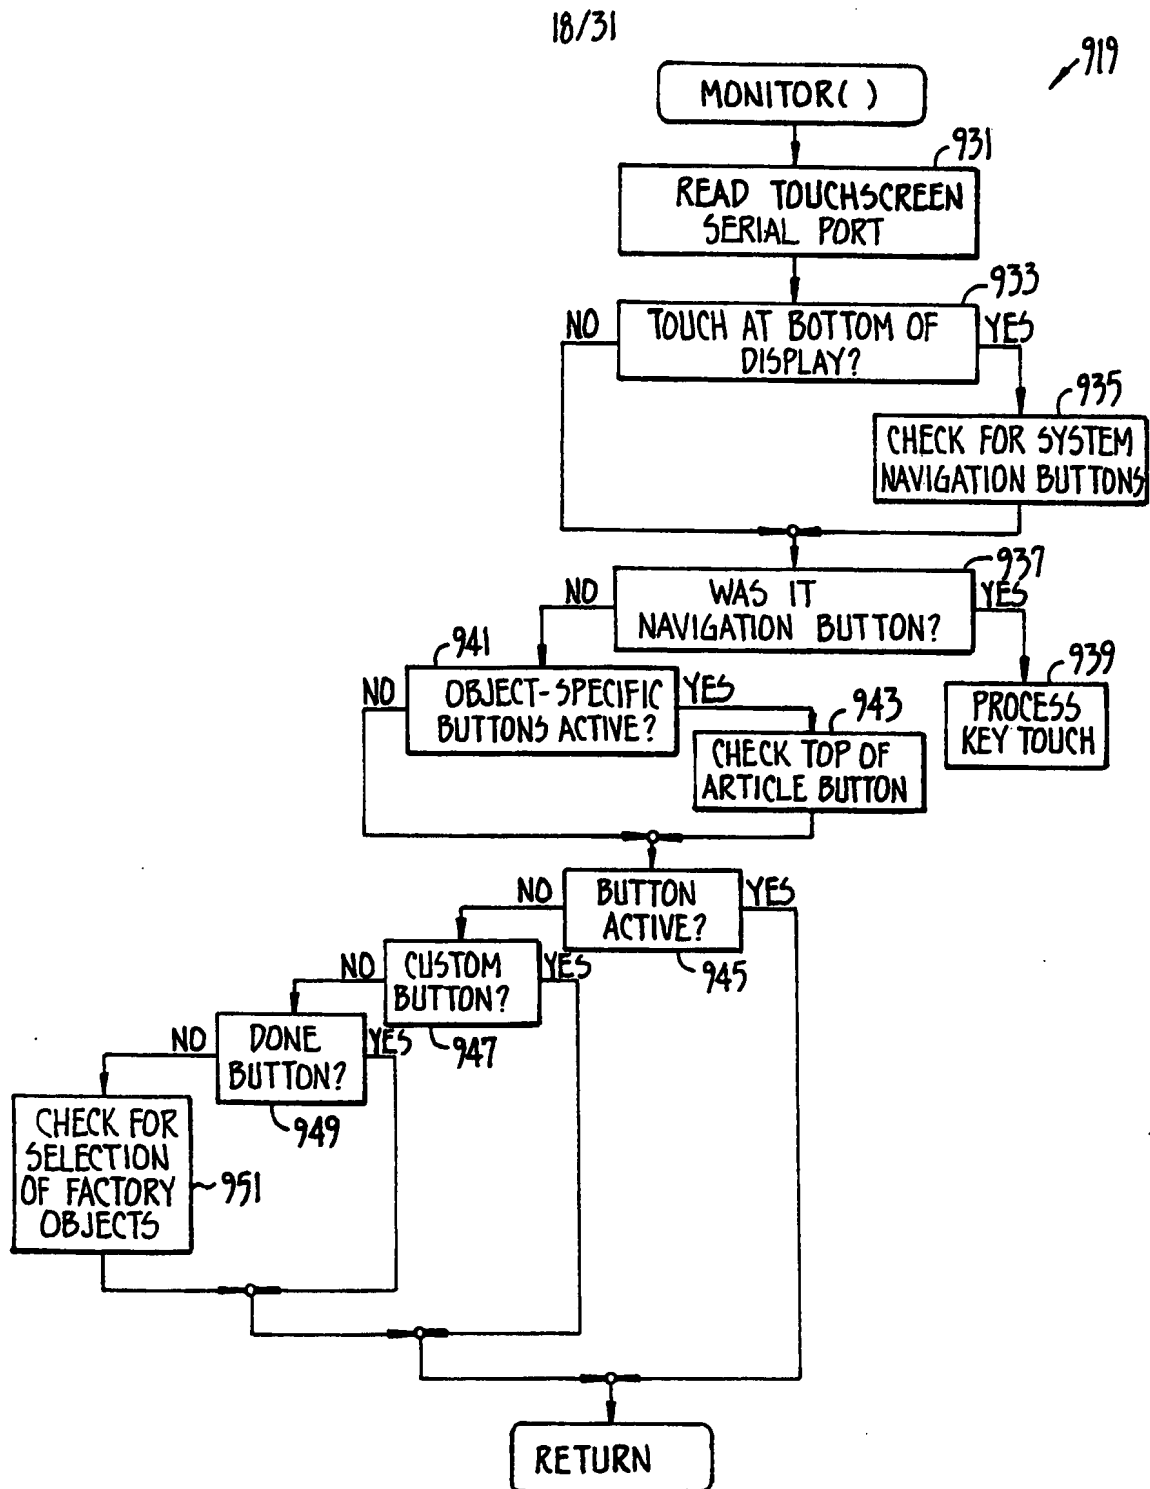 18/31
919
MONITOR( )
931
READ TOUCHSCREEN
SERIAL PORT
933
NO
TOUCH AT BOTTOM OF
DISPLAY?
YES
935
CHECK FOR SYSTEM
NAVIGATION BUTTONS
937
NO
WAS IT
NAVIGATION BUTTON?
YES
941
939
NO
OBJECT-SPECIFIC
BUTTONS ACTIVE?
YES
943
PROCESS
KEY TOUCH
CHECK TOP OF
ARTICLE BUTTON
NO
BUTTON
ACTIVE?
YES
945
NO
CUSTOM
BUTTON?
YES
947
NO
DONE
BUTTON?
YES
949
CHECK FOR
SELECTION
OF FACTORY
OBJECTS
951
RETURN